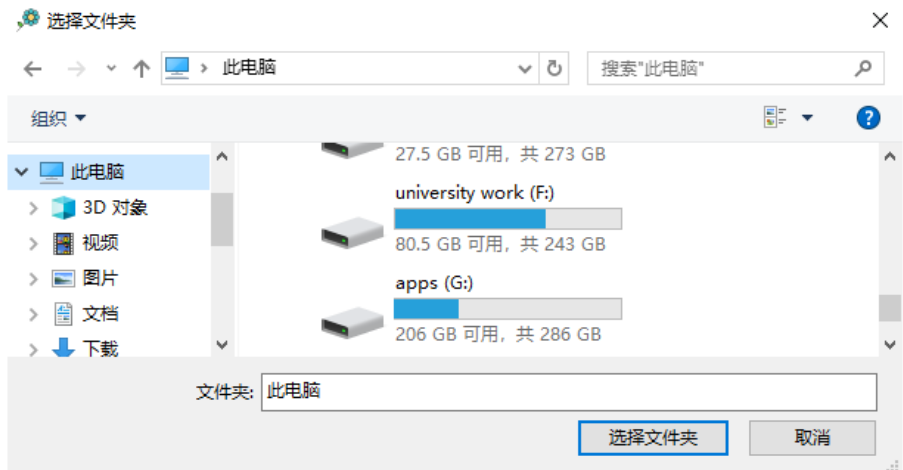 选择文件夹
此电脑
搜索"此电脑"
组织
此电脑
3D 对象
视频
图片
文档
下载
27.5 GB 可用，共 273 GB
university work (F:)
80.5 GB 可用，共 243 GB
apps (G:)
206 GB 可用，共 286 GB
文件夹: 此电脑
选择文件夹 取消